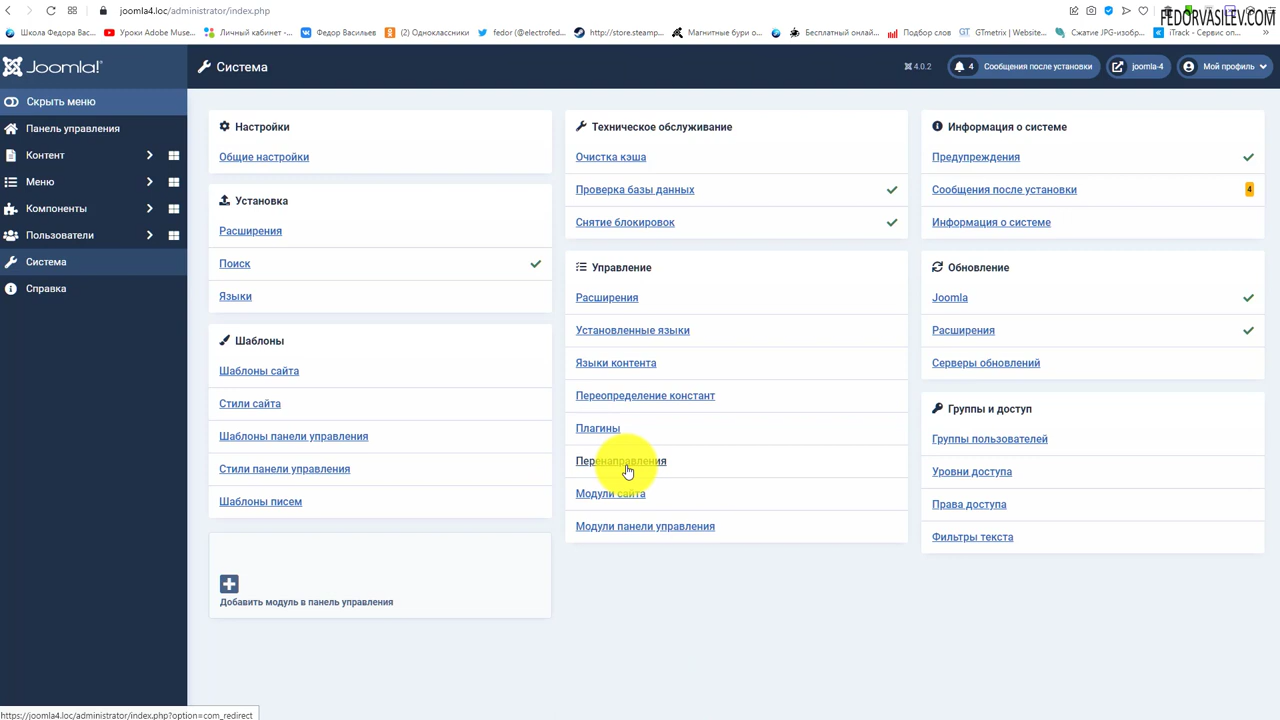 joomla4.loc/administrator/index.php
FEDORVASILEV.COM
Школа Федора Вас...
Уроки Adobe Muse...
Личный кабинет -...
Федор Васильев
(2) Одноклассники
fedor (@electrofed...
http://store.steamp...
Магнитные бури о...
Бесплатный онлай...
Подбор слов
GTmetrix | Website...
Сжатие JPG-изобр...
iTrack - Сервис оп...
Joomla!
Система
4.0.2
4 Сообщения после установки
joomla-4
Мой профиль
Скрыть меню
Панель управления
Контент
Меню
Компоненты
Пользователи
Система
Справка
Настройки
Общие настройки
Установка
Расширения
Поиск
Языки
Шаблоны
Шаблоны сайта
Стили сайта
Шаблоны панели управления
Стили панели управления
Шаблоны писем
Добавить модуль в панель управления
Техническое обслуживание
Очистка кэша
Проверка базы данных
Снятие блокировок
Управление
Расширения
Установленные языки
Языки контента
Переопределение констант
Плагины
Перенаправления
Модули сайта
Модули панели управления
Информация о системе
Предупреждения
Сообщения после установки 4
Информация о системе
Обновление
Joomla
Расширения
Серверы обновлений
Группы и доступ
Группы пользователей
Уровни доступа
Права доступа
Фильтры текста
https://joomla4.loc/administrator/index.php?option=com_redirect